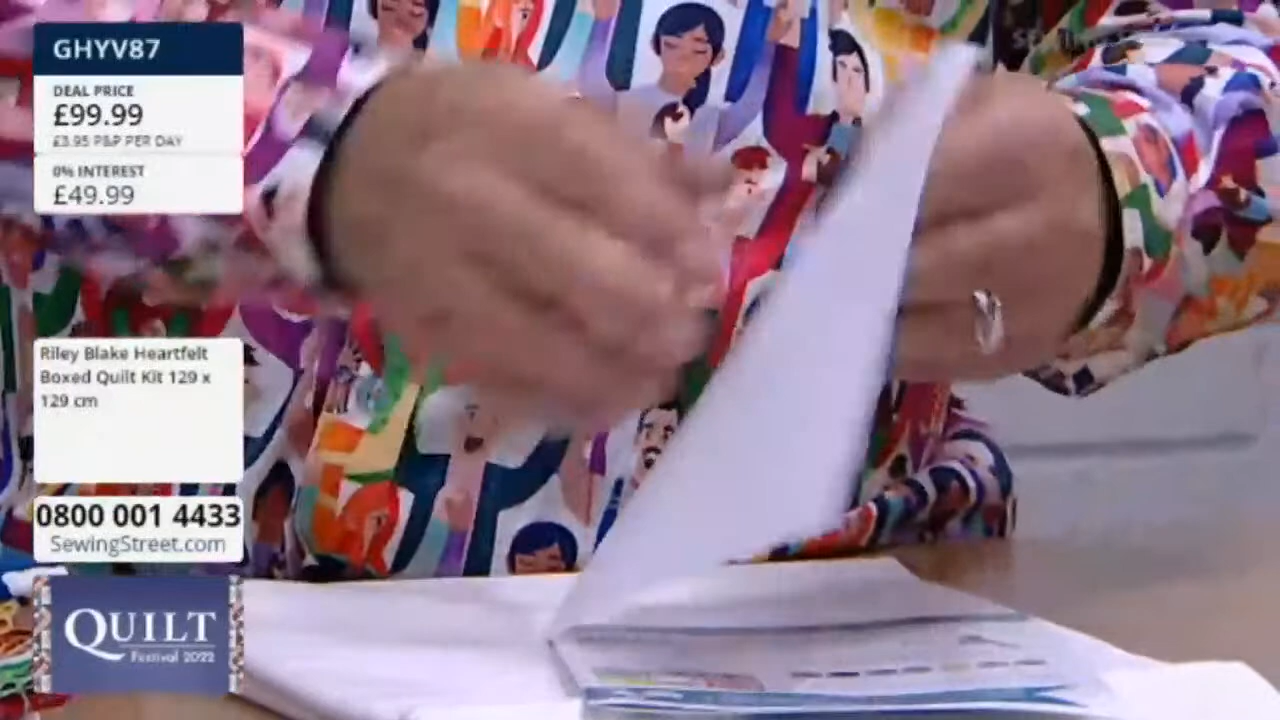 GHYV87
DEAL PRICE
£99.99
£3.95 P&P PER DAY
0% INTEREST
£49.99
Riley Blake Heartfelt
Boxed Quilt Kit 129 x
129 cm
0800 001 4433
SewingStreet.com
QUILT
Festival 2022